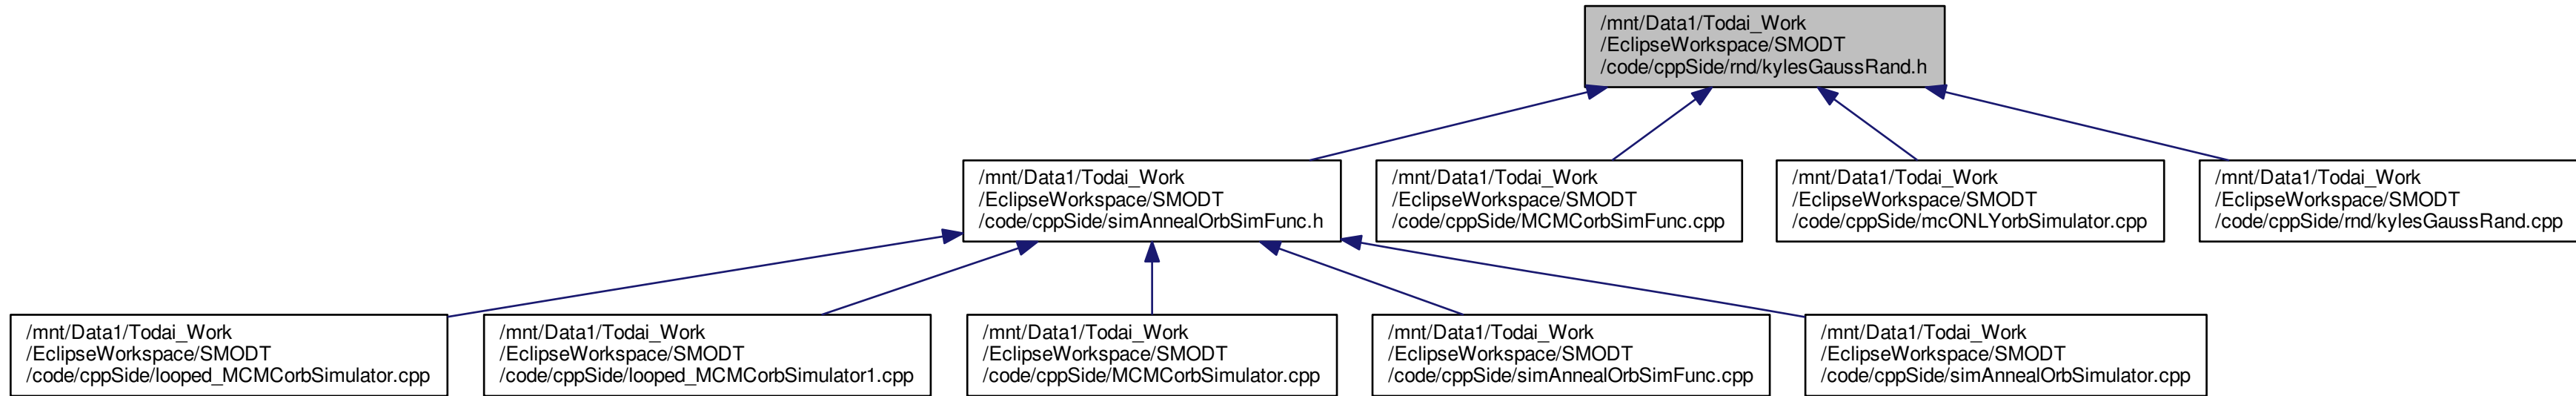 /mnt/Data1/Todai_Work
/EclipseWorkspace/SMODT
/code/cppSide/rnd/kylesGaussRand.h
/mnt/Data1/Todai_Work
/EclipseWorkspace/SMODT
/code/cppSide/simAnnealOrbSimFunc.h
/mnt/Data1/Todai_Work
/EclipseWorkspace/SMODT
/code/cppSide/MCMCorbSimFunc.cpp
/mnt/Data1/Todai_Work
/EclipseWorkspace/SMODT
/code/cppSide/mcONLYorbSimulator.cpp
/mnt/Data1/Todai_Work
/EclipseWorkspace/SMODT
/code/cppSide/rnd/kylesGaussRand.cpp
/mnt/Data1/Todai_Work
/EclipseWorkspace/SMODT
/code/cppSide/looped_MCMCorbSimulator.cpp
/mnt/Data1/Todai_Work
/EclipseWorkspace/SMODT
/code/cppSide/looped_MCMCorbSimulator1.cpp
/mnt/Data1/Todai_Work
/EclipseWorkspace/SMODT
/code/cppSide/MCMCorbSimulator.cpp
/mnt/Data1/Todai_Work
/EclipseWorkspace/SMODT
/code/cppSide/simAnnealOrbSimFunc.cpp
/mnt/Data1/Todai_Work
/EclipseWorkspace/SMODT
/code/cppSide/simAnnealOrbSimulator.cpp